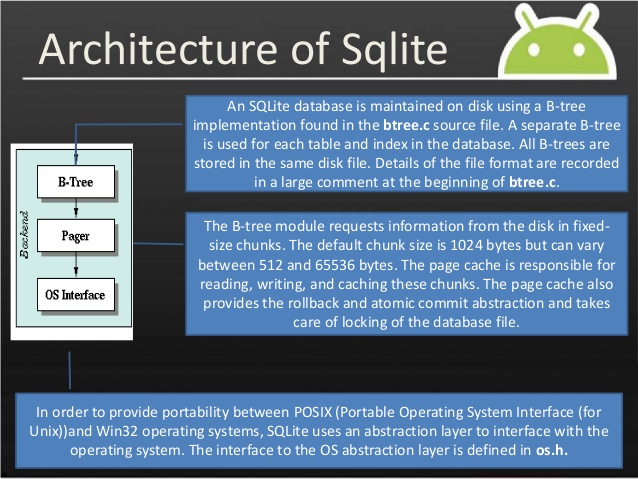 Architecture of Sqlite
An SQLite database is maintained on disk using a B-tree
implementation found in the btree.c source file. A separate B-tree
is used for each table and index in the database. All B-trees are
stored in the same disk file. Details of the file format are recorded
in a large comment at the beginning of btree.c.
Backend
B-Tree
Pager
OS Interface
The B-tree module requests information from the disk in fixed-
size chunks. The default chunk size is 1024 bytes but can vary
between 512 and 65536 bytes. The page cache is responsible for
reading, writing, and caching these chunks. The page cache also
provides the rollback and atomic commit abstraction and takes
care of locking of the database file.
In order to provide portability between POSIX (Portable Operating System Interface (for
Unix))and Win32 operating systems, SQLite uses an abstraction layer to interface with the
operating system. The interface to the OS abstraction layer is defined in os.h.